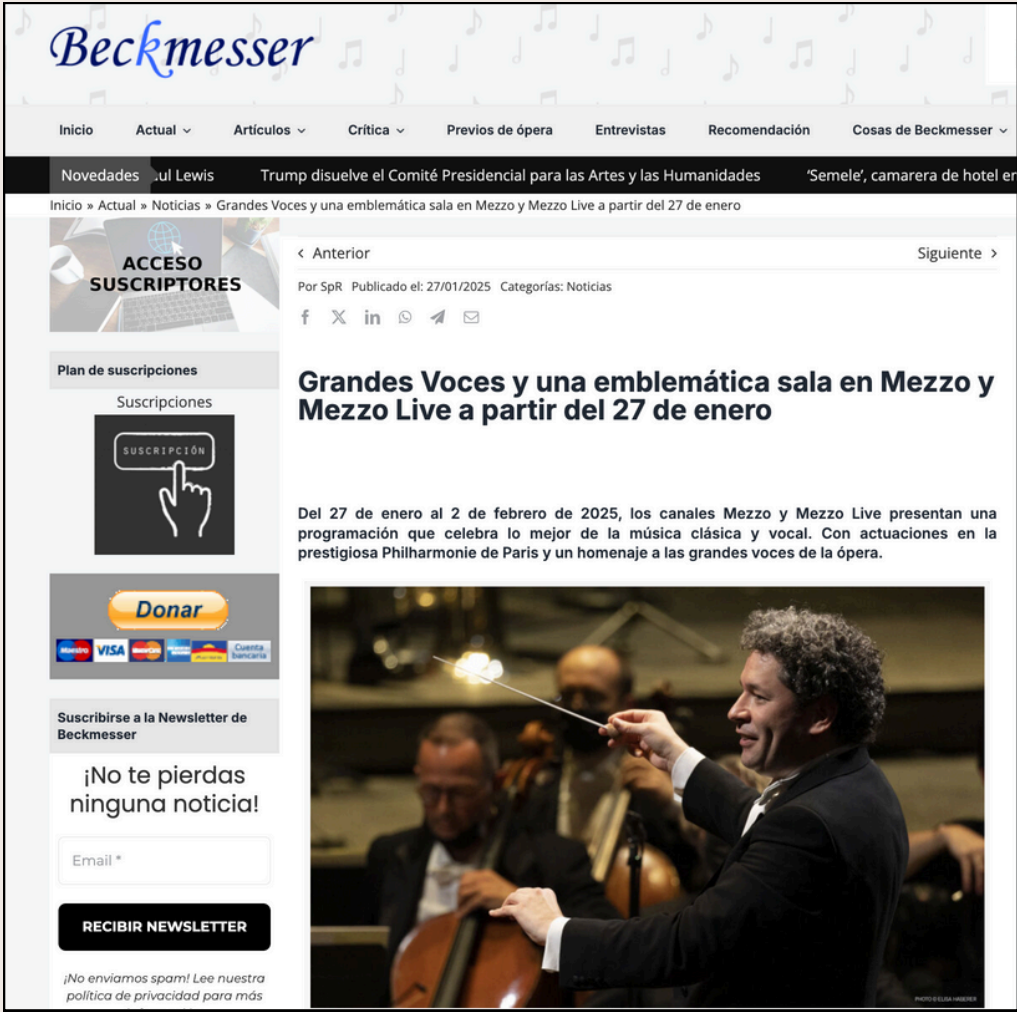 Beckmesser
Inicio
Actual
Artículos
Crítica
Previos de ópera
Entrevistas
Recomendación
Cosas de Beckmesser
Novedades
Lewis
Trump disuelve el Comité Presidencial para las Artes y las Humanidades
'Semele', camarera de hotel
Inicio » Actual » Noticias » Grandes Voces y una emblemática sala en Mezzo y Mezzo Live a partir del 27 de enero
ACCESO
SUSCRIPTORES
Plan de suscripciones
Suscripciones
SUSCRIPCIÓN
Donar
Maestro
VISA
MasterCard
Cuenta
bancaria
Suscribirse a la Newsletter de
Beckmesser
¡No te pierdas
ninguna noticia!
Email *
RECIBIR NEWSLETTER
¡No enviamos spam! Lee nuestra
política de privacidad para más
‹ Anterior
Siguiente ›
Por SpR Publicado el: 27/01/2025 Categorías: Noticias
Grandes Voces y una emblemática sala en Mezzo y
Mezzo Live a partir del 27 de enero
Del 27 de enero al 2 de febrero de 2025, los canales Mezzo y Mezzo Live presentan una
programación que celebra lo mejor de la música clásica y vocal. Con actuaciones en la
prestigiosa Philharmonie de Paris y un homenaje a las grandes voces de la ópera.
PHOTO © ELISA HABERER